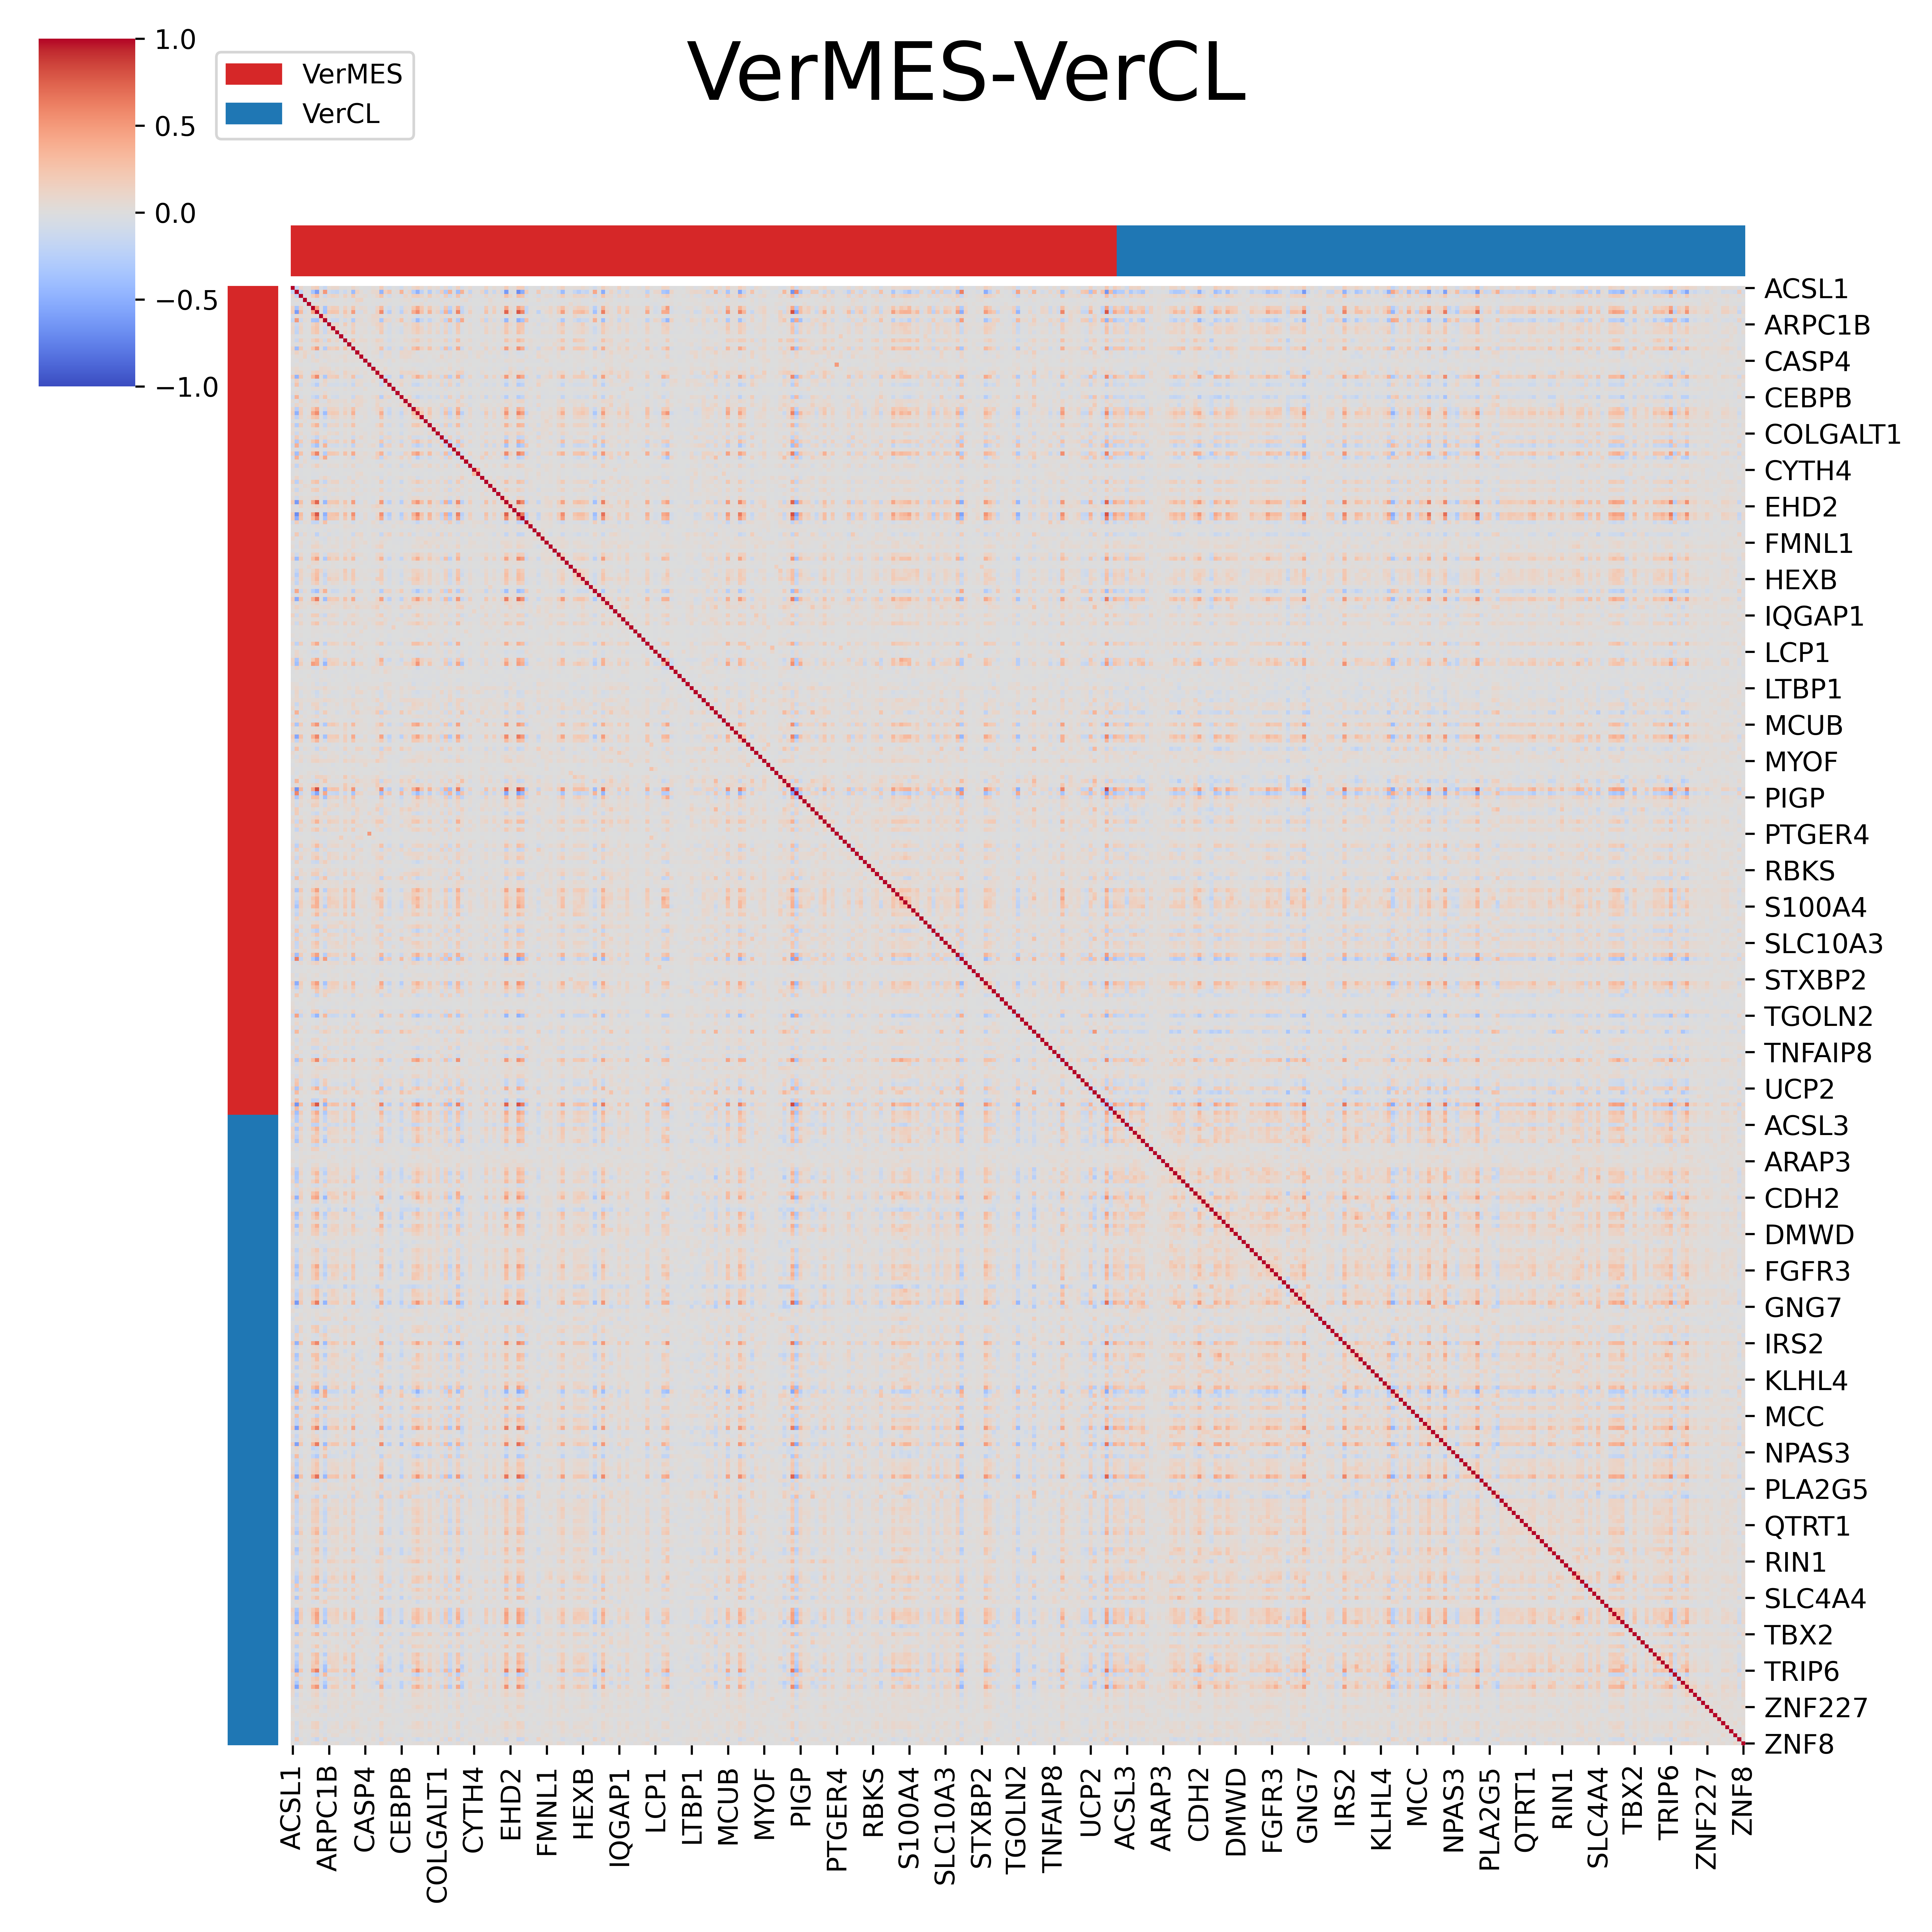 VerMES-VerCL
1.0
0.5
0.0
−0.5
−1.0
VerMES
VerCL
ACSL1
ARPC1B
CASP4
CEBPB
COLGALT1
CYTH4
EHD2
FMNL1
HEXB
IQGAP1
LCP1
LTBP1
MCUB
MYOF
PIGP
PTGER4
RBKS
S100A4
SLC10A3
STXBP2
TGOLN2
TNFAIP8
UCP2
ACSL3
ARAP3
CDH2
DMWD
FGFR3
GNG7
IRS2
KLHL4
MCC
NPAS3
PLA2G5
QTRT1
RIN1
SLC4A4
TBX2
TRIP6
ZNF227
ZNF8
ACSL1
ARPC1B
CASP4
CEBPB
COLGALT1
CYTH4
EHD2
FMNL1
HEXB
IQGAP1
LCP1
LTBP1
MCUB
MYOF
PIGP
PTGER4
RBKS
S100A4
SLC10A3
STXBP2
TGOLN2
TNFAIP8
UCP2
ACSL3
ARAP3
CDH2
DMWD
FGFR3
GNG7
IRS2
KLHL4
MCC
NPAS3
PLA2G5
QTRT1
RIN1
SLC4A4
TBX2
TRIP6
ZNF227
ZNF8